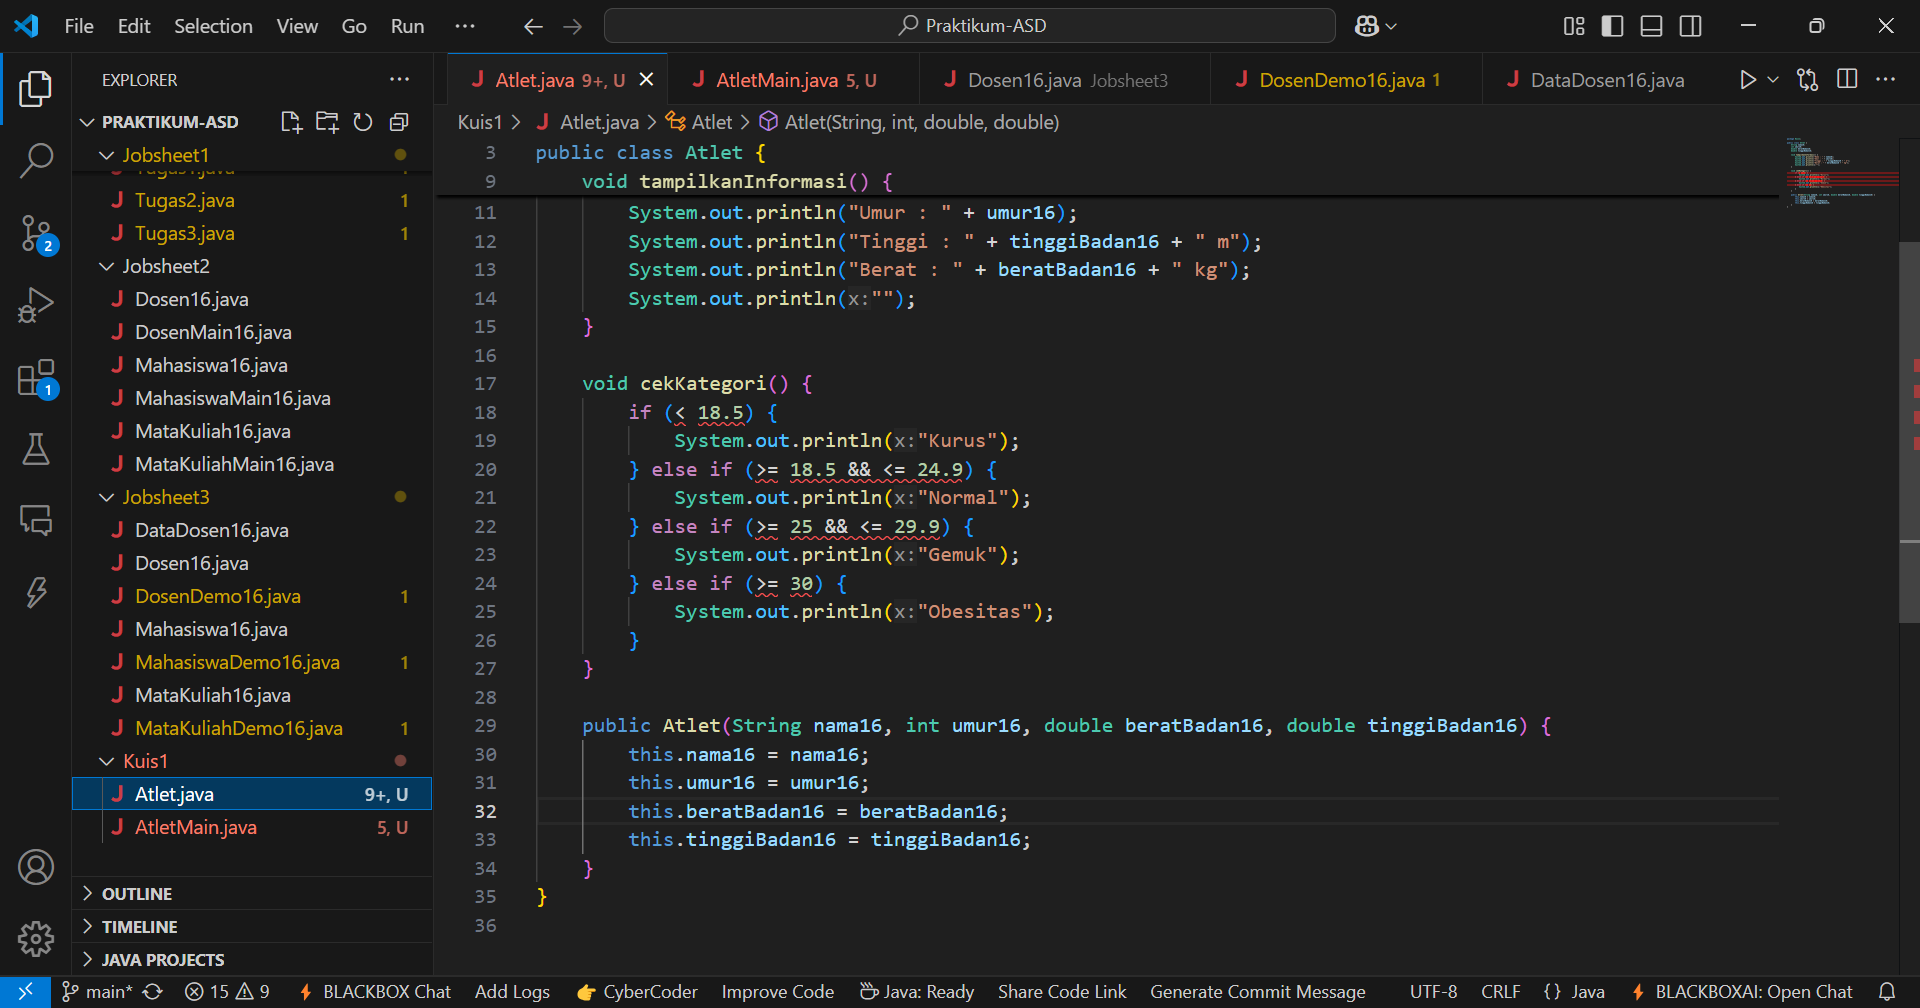 File Edit Selection View Go Run ···
Praktikum-ASD
EXPLORER ···
PRAKTIKUM-ASD
Jobsheet1
Tugas1.java 1
Tugas2.java 1
Tugas3.java 1
Jobsheet2
Dosen16.java
DosenMain16.java
Mahasiswa16.java
MahasiswaMain16.java
MataKuliah16.java
MataKuliahMain16.java
Jobsheet3
DataDosen16.java
Dosen16.java
DosenDemo16.java 1
Mahasiswa16.java
MahasiswaDemo16.java 1
MataKuliah16.java
MataKuliahDemo16.java 1
Kuis1
Atlet.java 9+, U
AtletMain.java 5, U
OUTLINE
TIMELINE
JAVA PROJECTS
2
1
Atlet.java 9+, U AtletMain.java 5, U Dosen16.java Jobsheet3 DosenDemo16.java 1 DataDosen16.java ···
Kuis1 > Atlet.java > Atlet > Atlet(String, int, double, double)
3 public class Atlet {
9 void tampilkanInformasi() {
11 System.out.println("Umur : " + umur16);
12 System.out.println("Tinggi : " + tinggiBadan16 + " m");
13 System.out.println("Berat : " + beratBadan16 + " kg");
14 System.out.println(x:"");
15 }
16
17 void cekKategori() {
18 if (< 18.5) {
19 System.out.println(x:"Kurus");
20 } else if (>= 18.5 && <= 24.9) {
21 System.out.println(x:"Normal");
22 } else if (>= 25 && <= 29.9) {
23 System.out.println(x:"Gemuk");
24 } else if (>= 30) {
25 System.out.println(x:"Obesitas");
26 }
27 }
28
29 public Atlet(String nama16, int umur16, double beratBadan16, double tinggiBadan16) {
30 this.nama16 = nama16;
31 this.umur16 = umur16;
32 this.beratBadan16 = beratBadan16;
33 this.tinggiBadan16 = tinggiBadan16;
34 }
35 }
36
main* 15 9 BLACKBOX Chat Add Logs CyberCoder Improve Code Java: Ready Share Code Link Generate Commit Message UTF-8 CRLF {} Java BLACKBOXAI: Open Chat